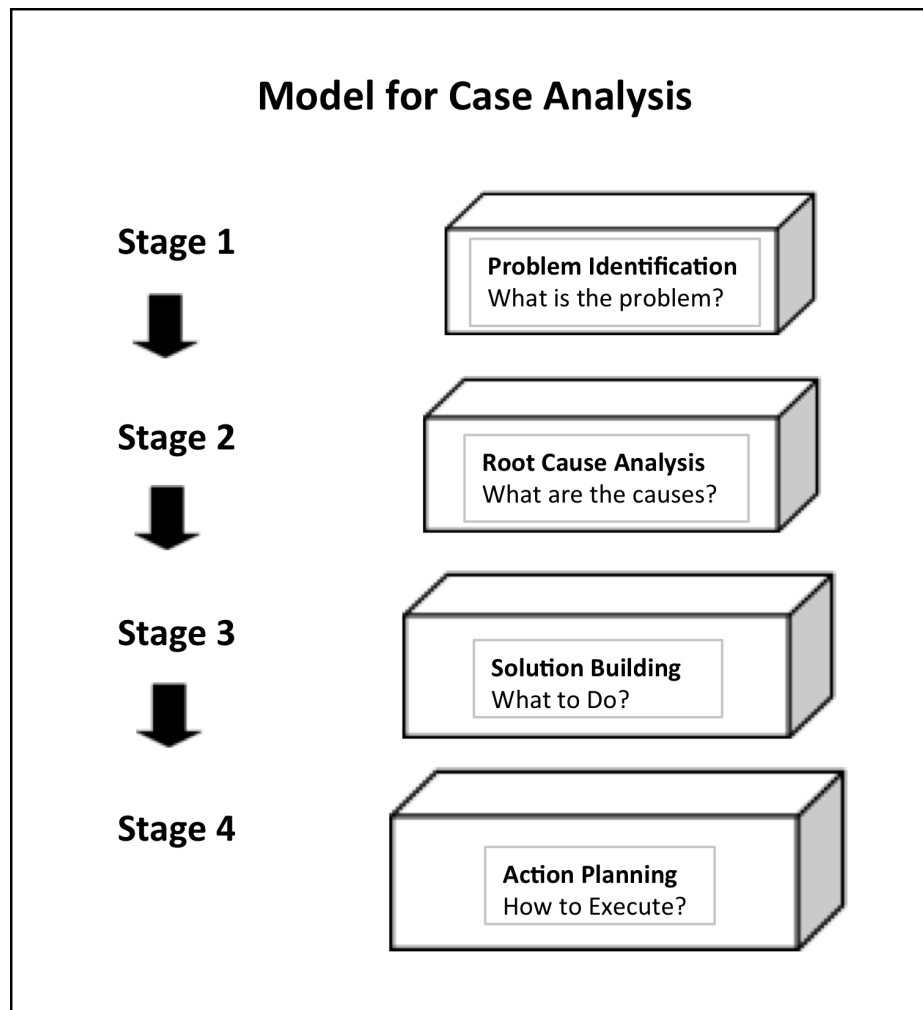 Model for Case Analysis
Stage 1
Problem Identification
What is the problem?
Stage 2
Root Cause Analysis
What are the causes?
Stage 3
Solution Building
What to Do?
Stage 4
Action Planning
How to Execute?